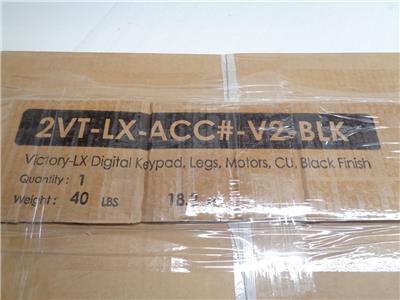 2VT-LX-ACC#-V2-BLK
Victory-LX Digital Keypad, Legs, Motors, CU, Black Finish
Quantity : 1
Weight : 40 LBS 18.